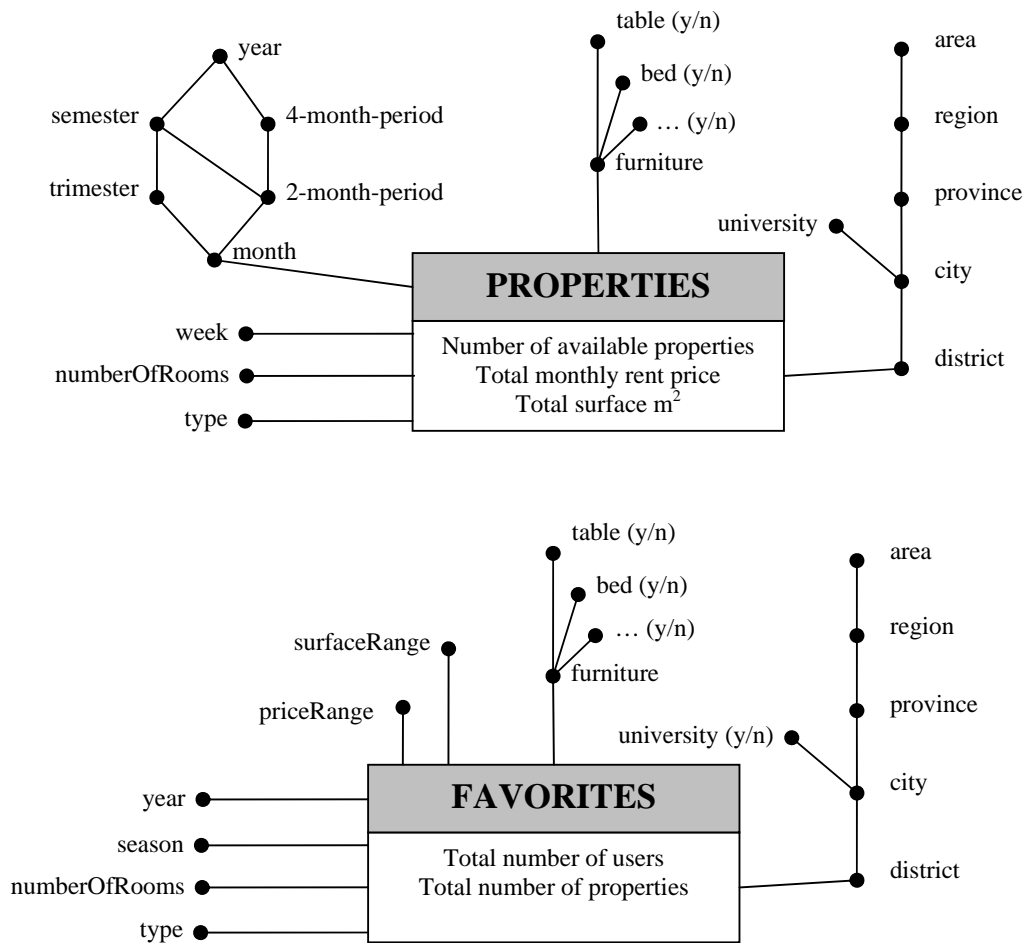 table (y/n)
area
year
bed (y/n)
semester
4-month-period
… (y/n)
region
furniture
trimester
2-month-period
province
university
month
city
PROPERTIES
week
Number of available properties
district
numberOfRooms
Total monthly rent price
type
Total surface m²
table (y/n)
area
bed (y/n)
… (y/n)
region
surfaceRange
furniture
priceRange
province
university (y/n)
city
FAVORITES
year
season
Total number of users
numberOfRooms
Total number of properties
district
type